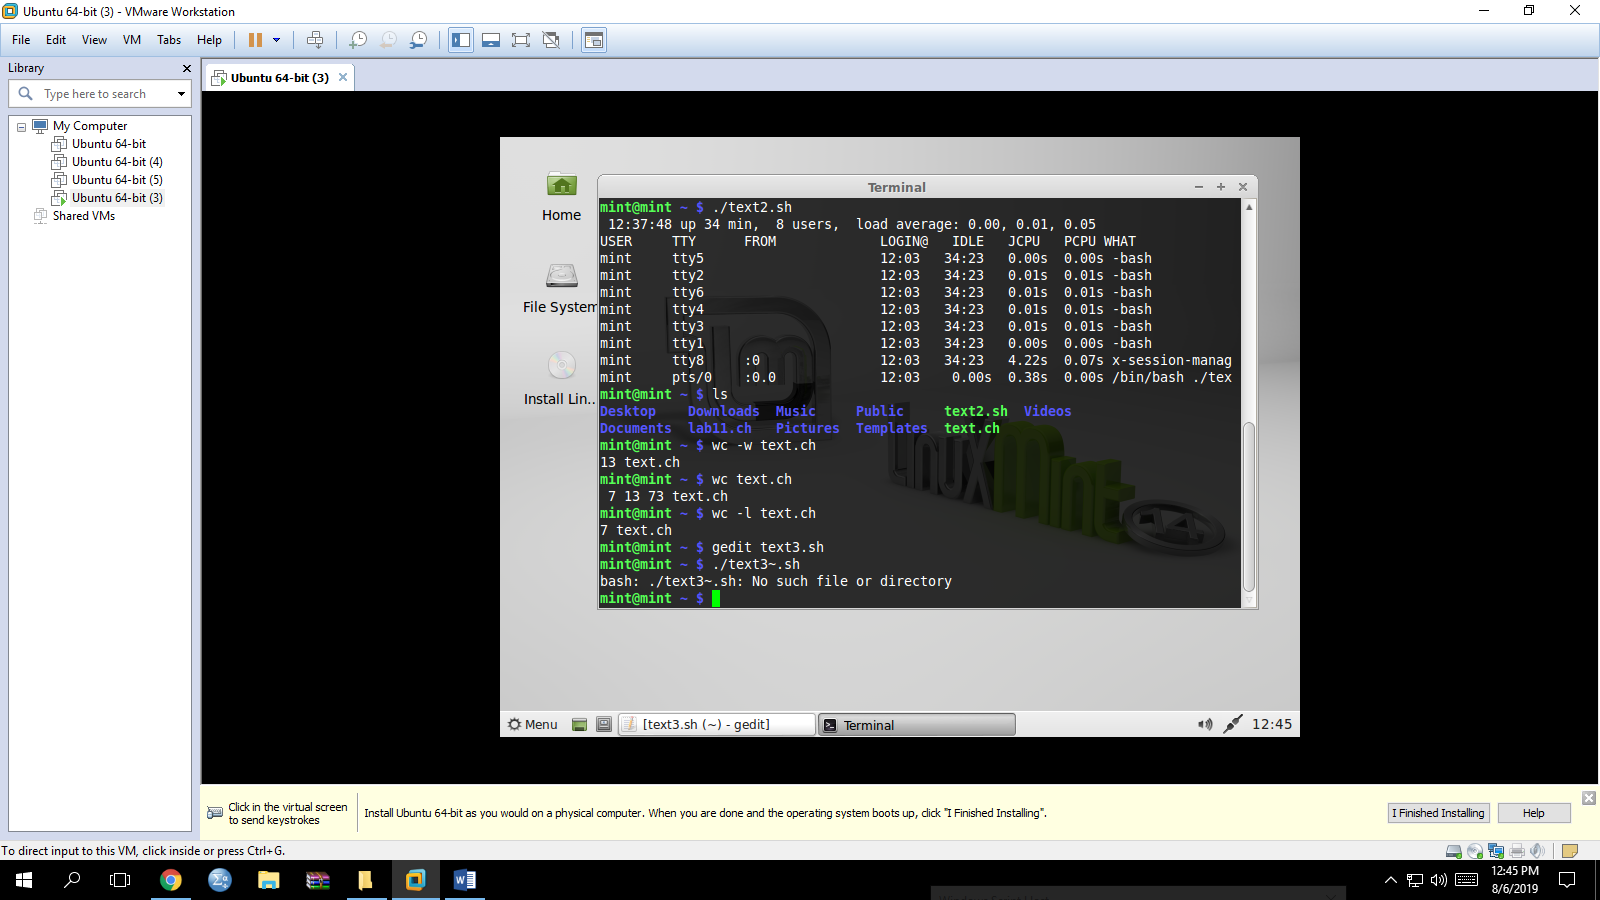 Ubuntu 64-bit (3) - VMware Workstation
File Edit View VM Tabs Help
Library
Type here to search
My Computer
Ubuntu 64-bit
Ubuntu 64-bit (4)
Ubuntu 64-bit (5)
Ubuntu 64-bit (3)
Shared VMs
Ubuntu 64-bit (3)
Home
File System
Install Lin...
Terminal
mint@mint ~ $ ./text2.sh
12:37:48 up 34 min, 8 users, load average: 0.00, 0.01, 0.05
USER TTY FROM LOGIN@ IDLE JCPU PCPU WHAT
mint tty5 12:03 34:23 0.00s 0.00s -bash
mint tty2 12:03 34:23 0.01s 0.01s -bash
mint tty6 12:03 34:23 0.01s 0.01s -bash
mint tty4 12:03 34:23 0.01s 0.01s -bash
mint tty3 12:03 34:23 0.01s 0.01s -bash
mint tty1 12:03 34:23 0.00s 0.00s -bash
mint tty8 :0 12:03 34:23 4.22s 0.07s x-session-manag
mint pts/0 :0.0 12:03 0.00s 0.38s 0.00s /bin/bash ./tex
mint@mint ~ $ ls
Desktop Downloads Music Public text2.sh Videos
Documents lab11.ch Pictures Templates text.ch
mint@mint ~ $ wc -w text.ch
13 text.ch
mint@mint ~ $ wc text.ch
7 13 73 text.ch
mint@mint ~ $ wc -l text.ch
7 text.ch
mint@mint ~ $ gedit text3.sh
mint@mint ~ $ ./text3~.sh
bash: ./text3~.sh: No such file or directory
mint@mint ~ $
LinuxMint 14
Menu
[text3.sh (~) - gedit]
Terminal
12:45
Click in the virtual screen
to send keystrokes
Install Ubuntu 64-bit as you would on a physical computer. When you are done and the operating system boots up, click "I Finished Installing".
I Finished Installing
Help
To direct input to this VM, click inside or press Ctrl+G.
12:45 PM
8/6/2019